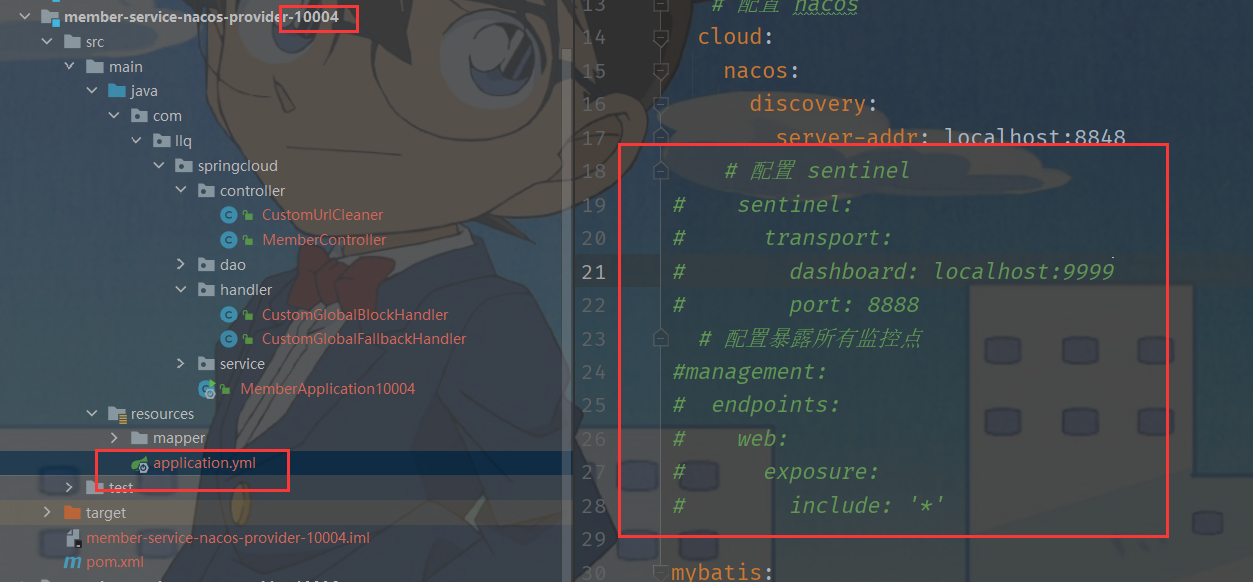 member-service-nacos-provider-10004
src
main
java
com
llq
springcloud
controller
CustomUrlCleaner
MemberController
dao
handler
CustomGlobalBlockHandler
CustomGlobalFallbackHandler
service
MemberApplication10004
resources
mapper
application.yml
test
target
member-service-nacos-provider-10004.iml
pom.xml
13 # 配置 nacos
14 cloud:
15 nacos:
16 discovery:
17 server-addr: localhost:8848
18 # 配置 sentinel
19 # sentinel:
20 # transport:
21 # dashboard: localhost:9999
22 # port: 8888
23 # 配置暴露所有监控点
24 #management:
25 # endpoints:
26 # web:
27 # exposure:
28 # include: '*'
29
30 mybatis: